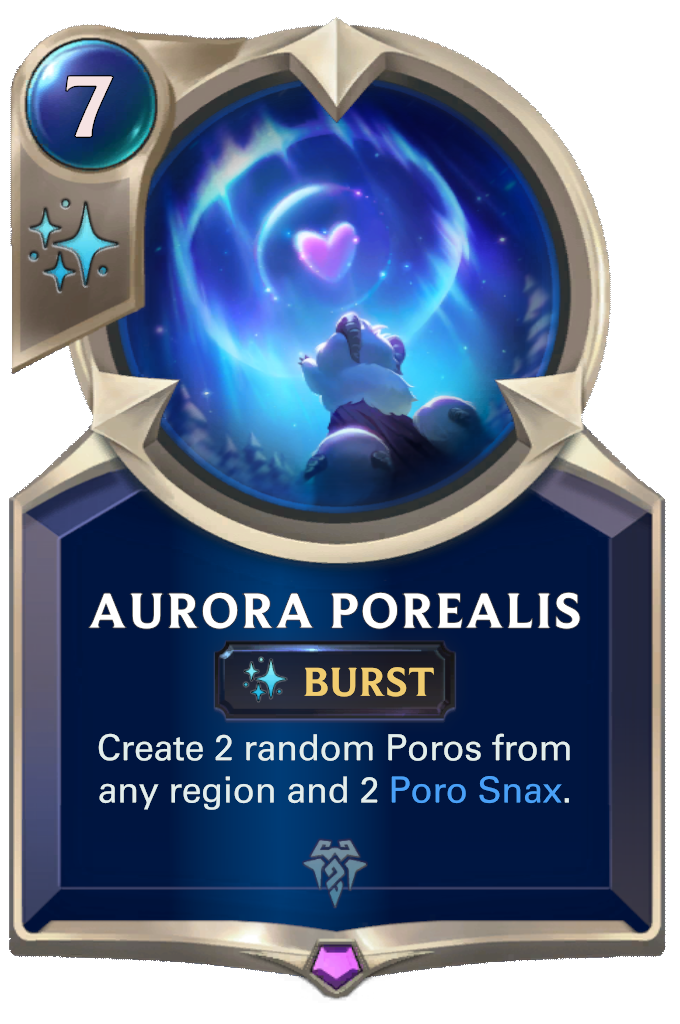 7
AURORA POREALIS
BURST
Create 2 random Poros from
any region and 2 Poro Snax.